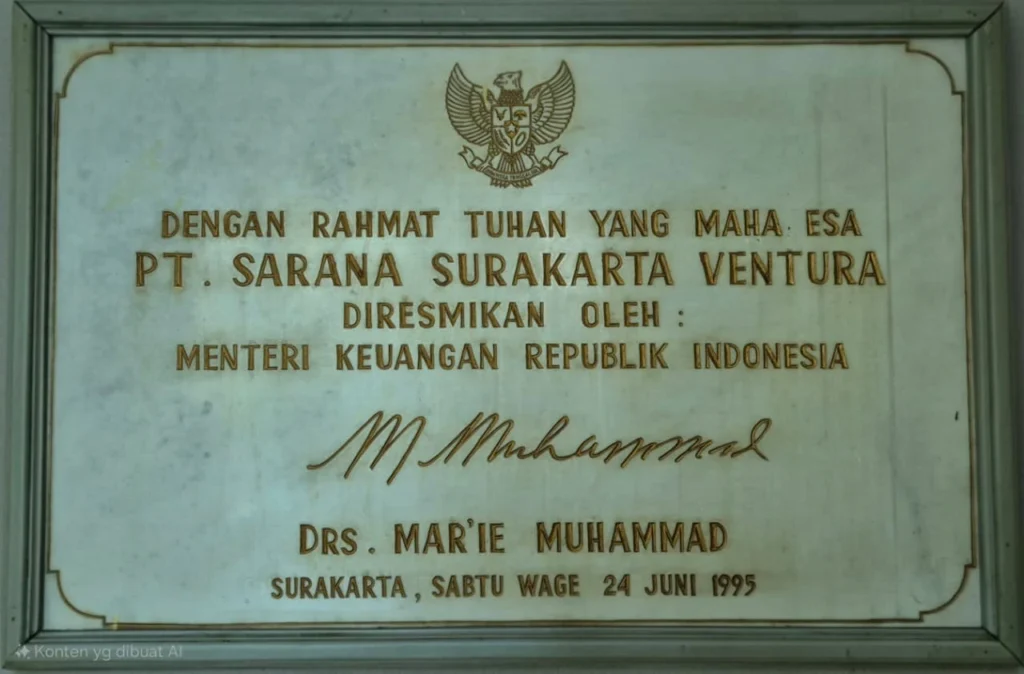 DENGAN RAHMAT TUHAN YANG MAHA ESA
PT. SARANA SURAKARTA VENTURA
DIRESMIKAN OLEH :
MENTERI KEUANGAN REPUBLIK INDONESIA
M Muhammad
Drs. MAR'IE MUHAMMAD
SURAKARTA, SABTU WAGE 24 JUNI 1995
Konten yg dibuat AI